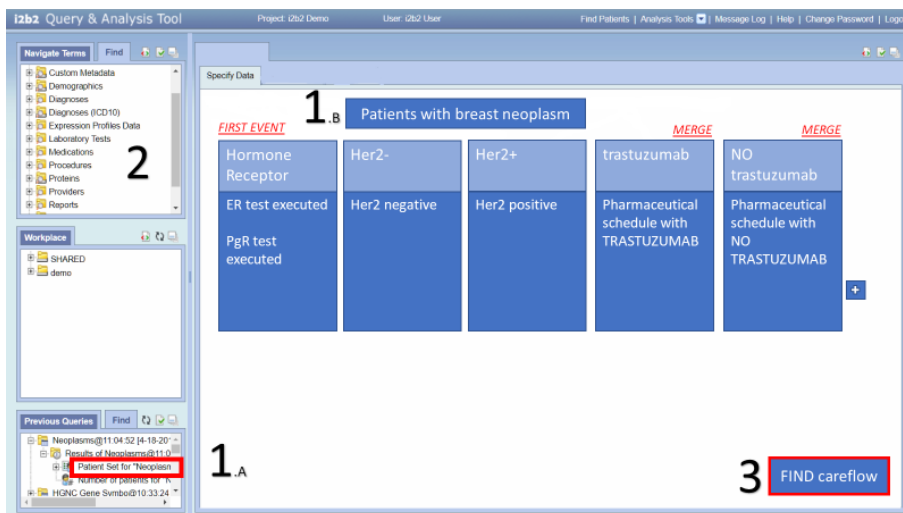 i2b2 Query & Analysis Tool Project: i2b2 Demo User: i2b2 User Find Patients | Analysis Tools | Message Log | Help | Change Password | Logo
Navigate Terms Find
Custom Metadata
Demographics
Diagnoses
Diagnoses (ICD10)
Expression Profiles Data
Laboratory Tests
Medications
Procedures
Proteins
Providers
Reports
2
Workplace
SHARED
demo
Previous Queries Find
Neoplasms@11:04:52 [4-18-20
Results of Neoplasms@11:0
Patient Set for "Neoplasn
Number of patients for "N
HGNC Gene Symbo@10:33:24
Specify Data
1.B Patients with breast neoplasm
FIRST EVENT MERGE MERGE
Hormone Receptor
Her2-
Her2+
trastuzumab
NO trastuzumab
ER test executed
PgR test executed
Her2 negative
Her2 positive
Pharmaceutical schedule with TRASTUZUMAB
Pharmaceutical schedule with NO TRASTUZUMAB
+
1.A
3 FIND careflow